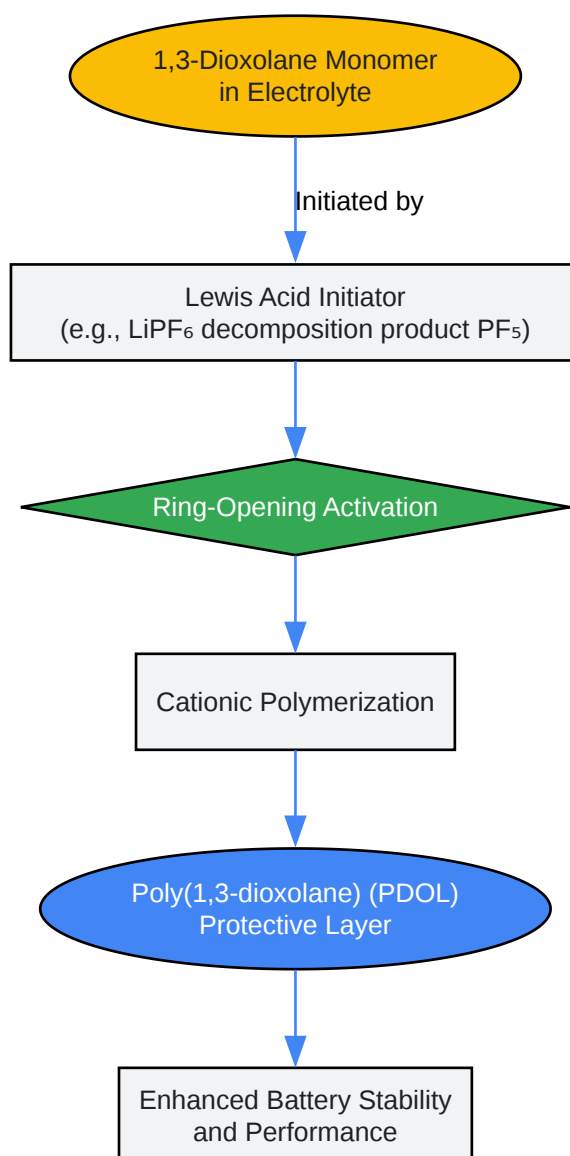 1,3-Dioxolane Monomer
in Electrolyte
Initiated by
Lewis Acid Initiator
(e.g., LiPF₆ decomposition product PF₅)
Ring-Opening Activation
Cationic Polymerization
Poly(1,3-dioxolane) (PDOL)
Protective Layer
Enhanced Battery Stability
and Performance